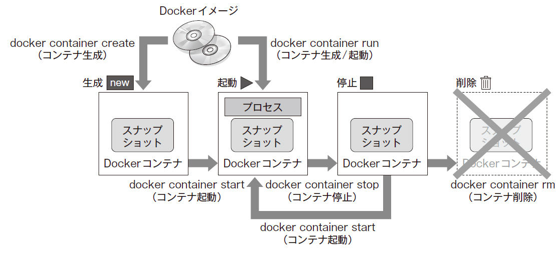 Dockerイメージ
docker container create
（コンテナ生成）
docker container run
（コンテナ生成/起動）
生成 new
起動
停止
削除
プロセス
スナップ
ショット
Dockerコンテナ
スナップ
ショット
Dockerコンテナ
スナップ
ショット
Dockerコンテナ
スナップ
ショット
Dockerコンテナ
docker container start
（コンテナ起動）
docker container stop
（コンテナ停止）
docker container rm
（コンテナ削除）
docker container start
（コンテナ起動）